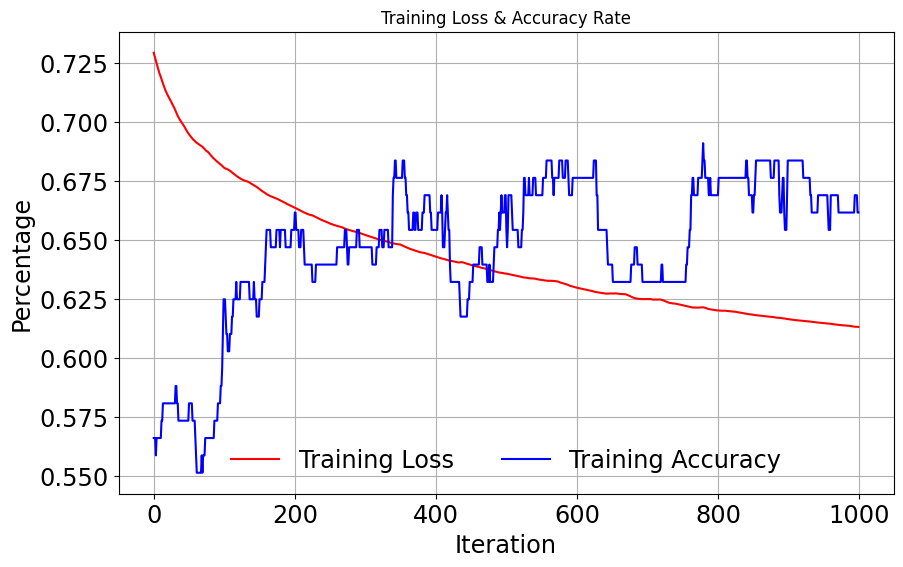 Training Loss & Accuracy Rate
Percentage
0.725
0.700
0.675
0.650
0.625
0.600
0.575
0.550
Training Loss
Training Accuracy
0 200 400 600 800 1000
Iteration